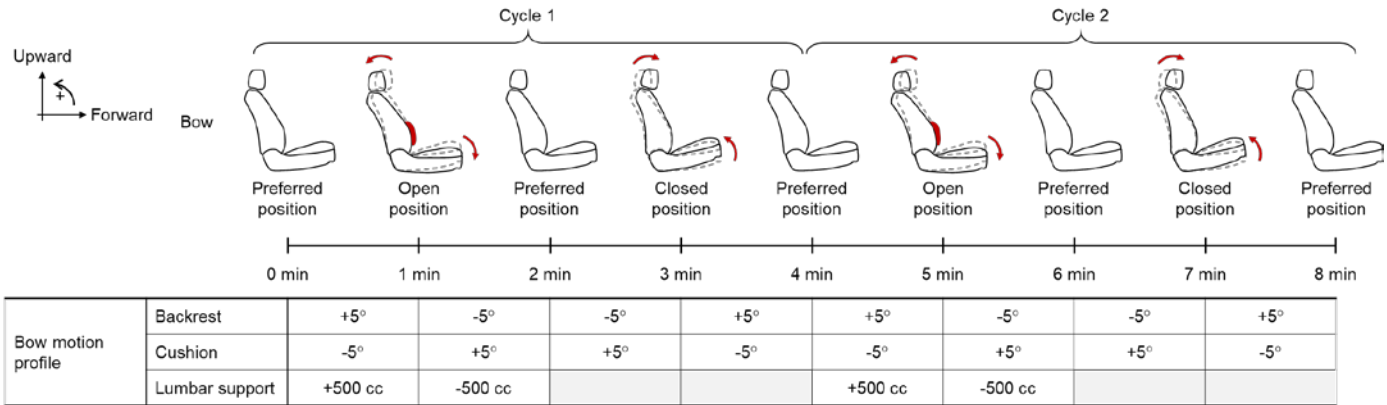 Cycle 1
Cycle 2
Upward
+
Forward
Bow
Preferred position
Open position
Preferred position
Closed position
Preferred position
Open position
Preferred position
Closed position
Preferred position
0 min 1 min 2 min 3 min 4 min 5 min 6 min 7 min 8 min
Bow motion profile
Backrest +5° -5° -5° +5° +5° -5° -5° +5°
Cushion -5° +5° +5° -5° -5° +5° +5° -5°
Lumbar support +500 cc -500 cc +500 cc -500 cc